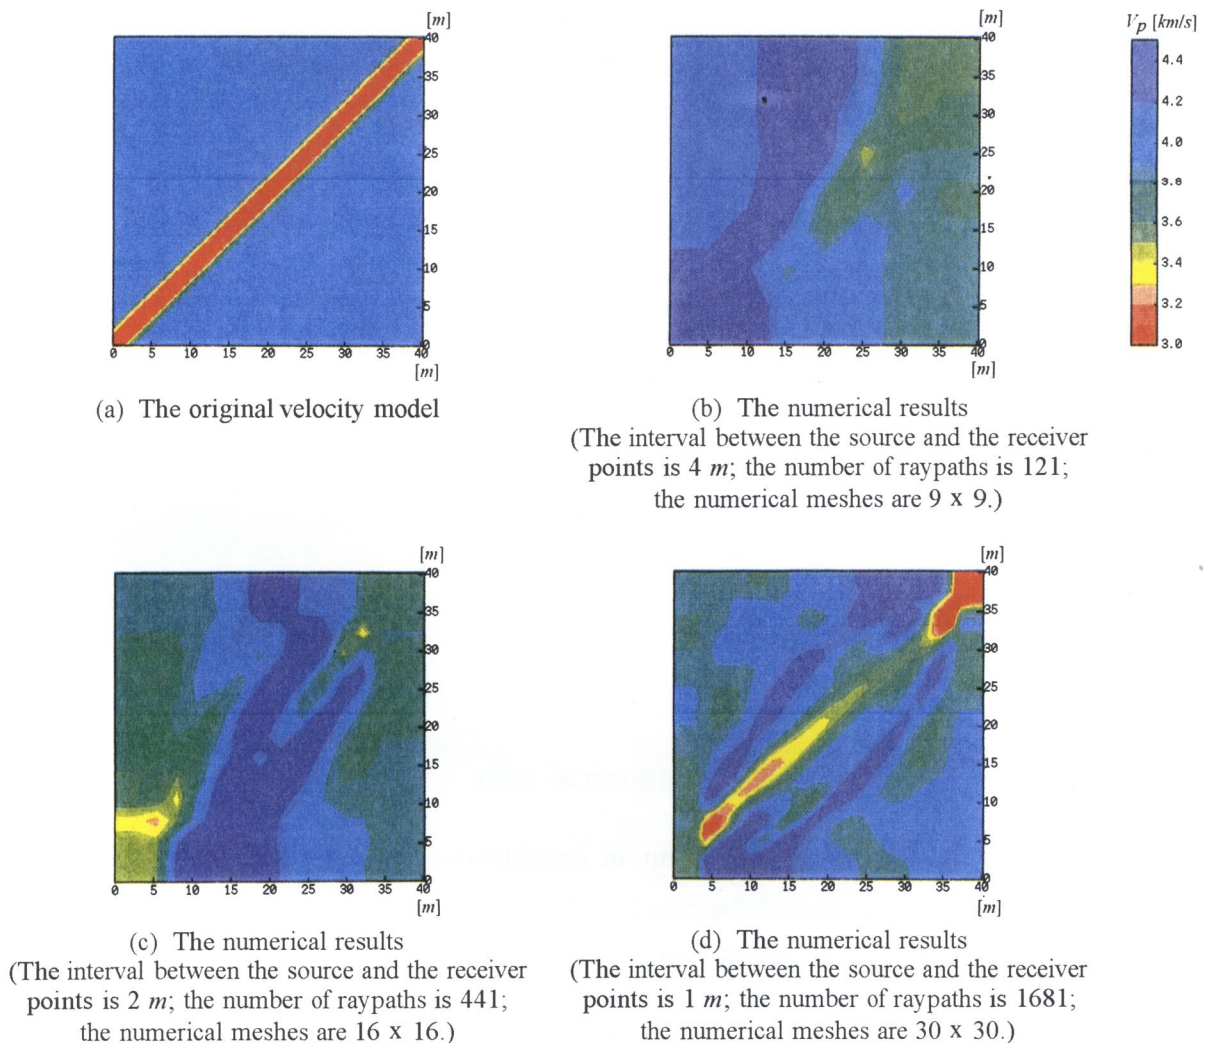 [m]
40
35
30
25
20
15
10
5
0
0 5 10 15 20 25 30 35 40
[m]
(a) The original velocity model
[m]
40
35
30
25
20
15
10
5
0
0 5 10 15 20 25 30 35 40
[m]
(b) The numerical results
(The interval between the source and the receiver
points is 4 m; the number of raypaths is 121;
the numerical meshes are 9 x 9.)
Vp [km/s]
4.4
4.2
4.0
3.8
3.6
3.4
3.2
3.0
[m]
40
35
30
25
20
15
10
5
0
0 5 10 15 20 25 30 35 40
[m]
(c) The numerical results
(The interval between the source and the receiver
points is 2 m; the number of raypaths is 441;
the numerical meshes are 16 x 16.)
[m]
40
35
30
25
20
15
10
5
0
0 5 10 15 20 25 30 35 40
[m]
(d) The numerical results
(The interval between the source and the receiver
points is 1 m; the number of raypaths is 1681;
the numerical meshes are 30 x 30.)